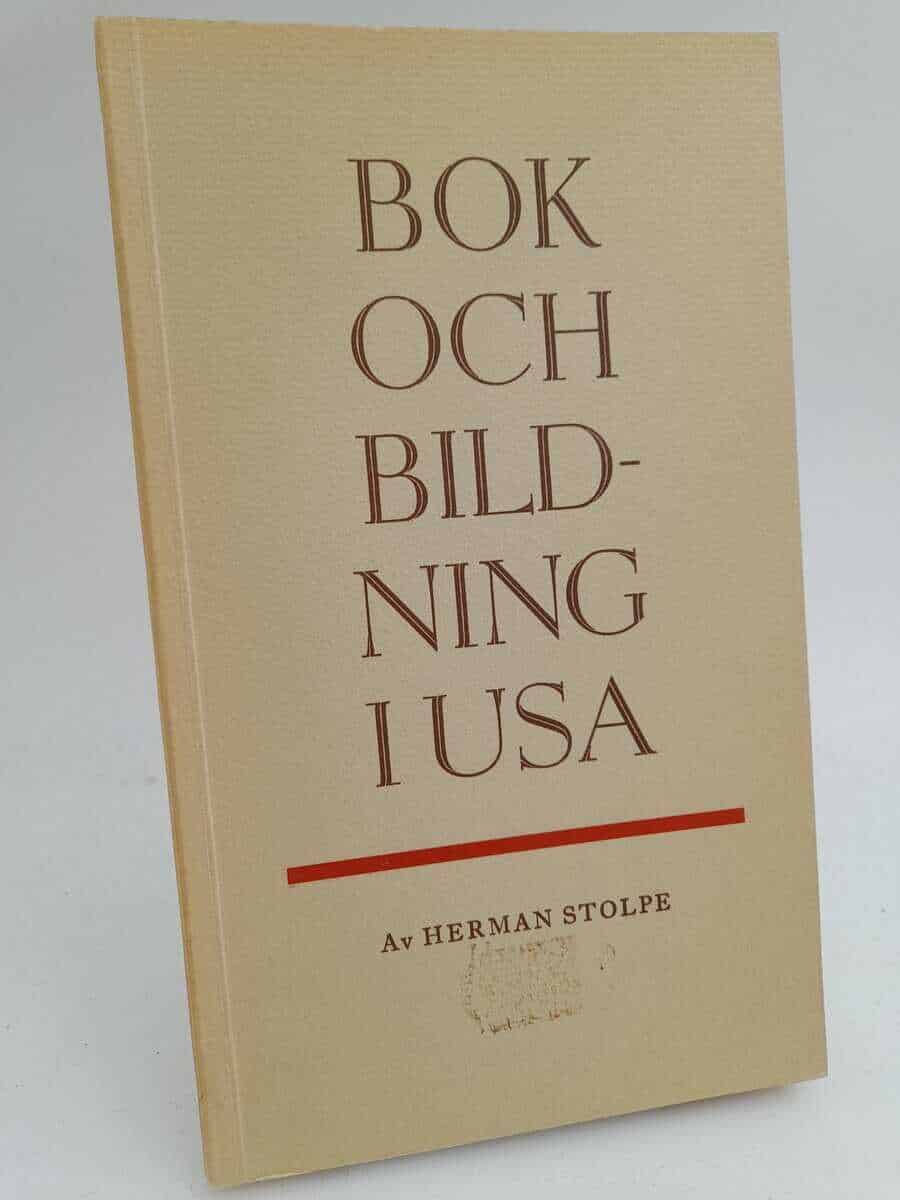 BOK
OCH
BILD-
NING
I USA
Av HERMAN STOLPE